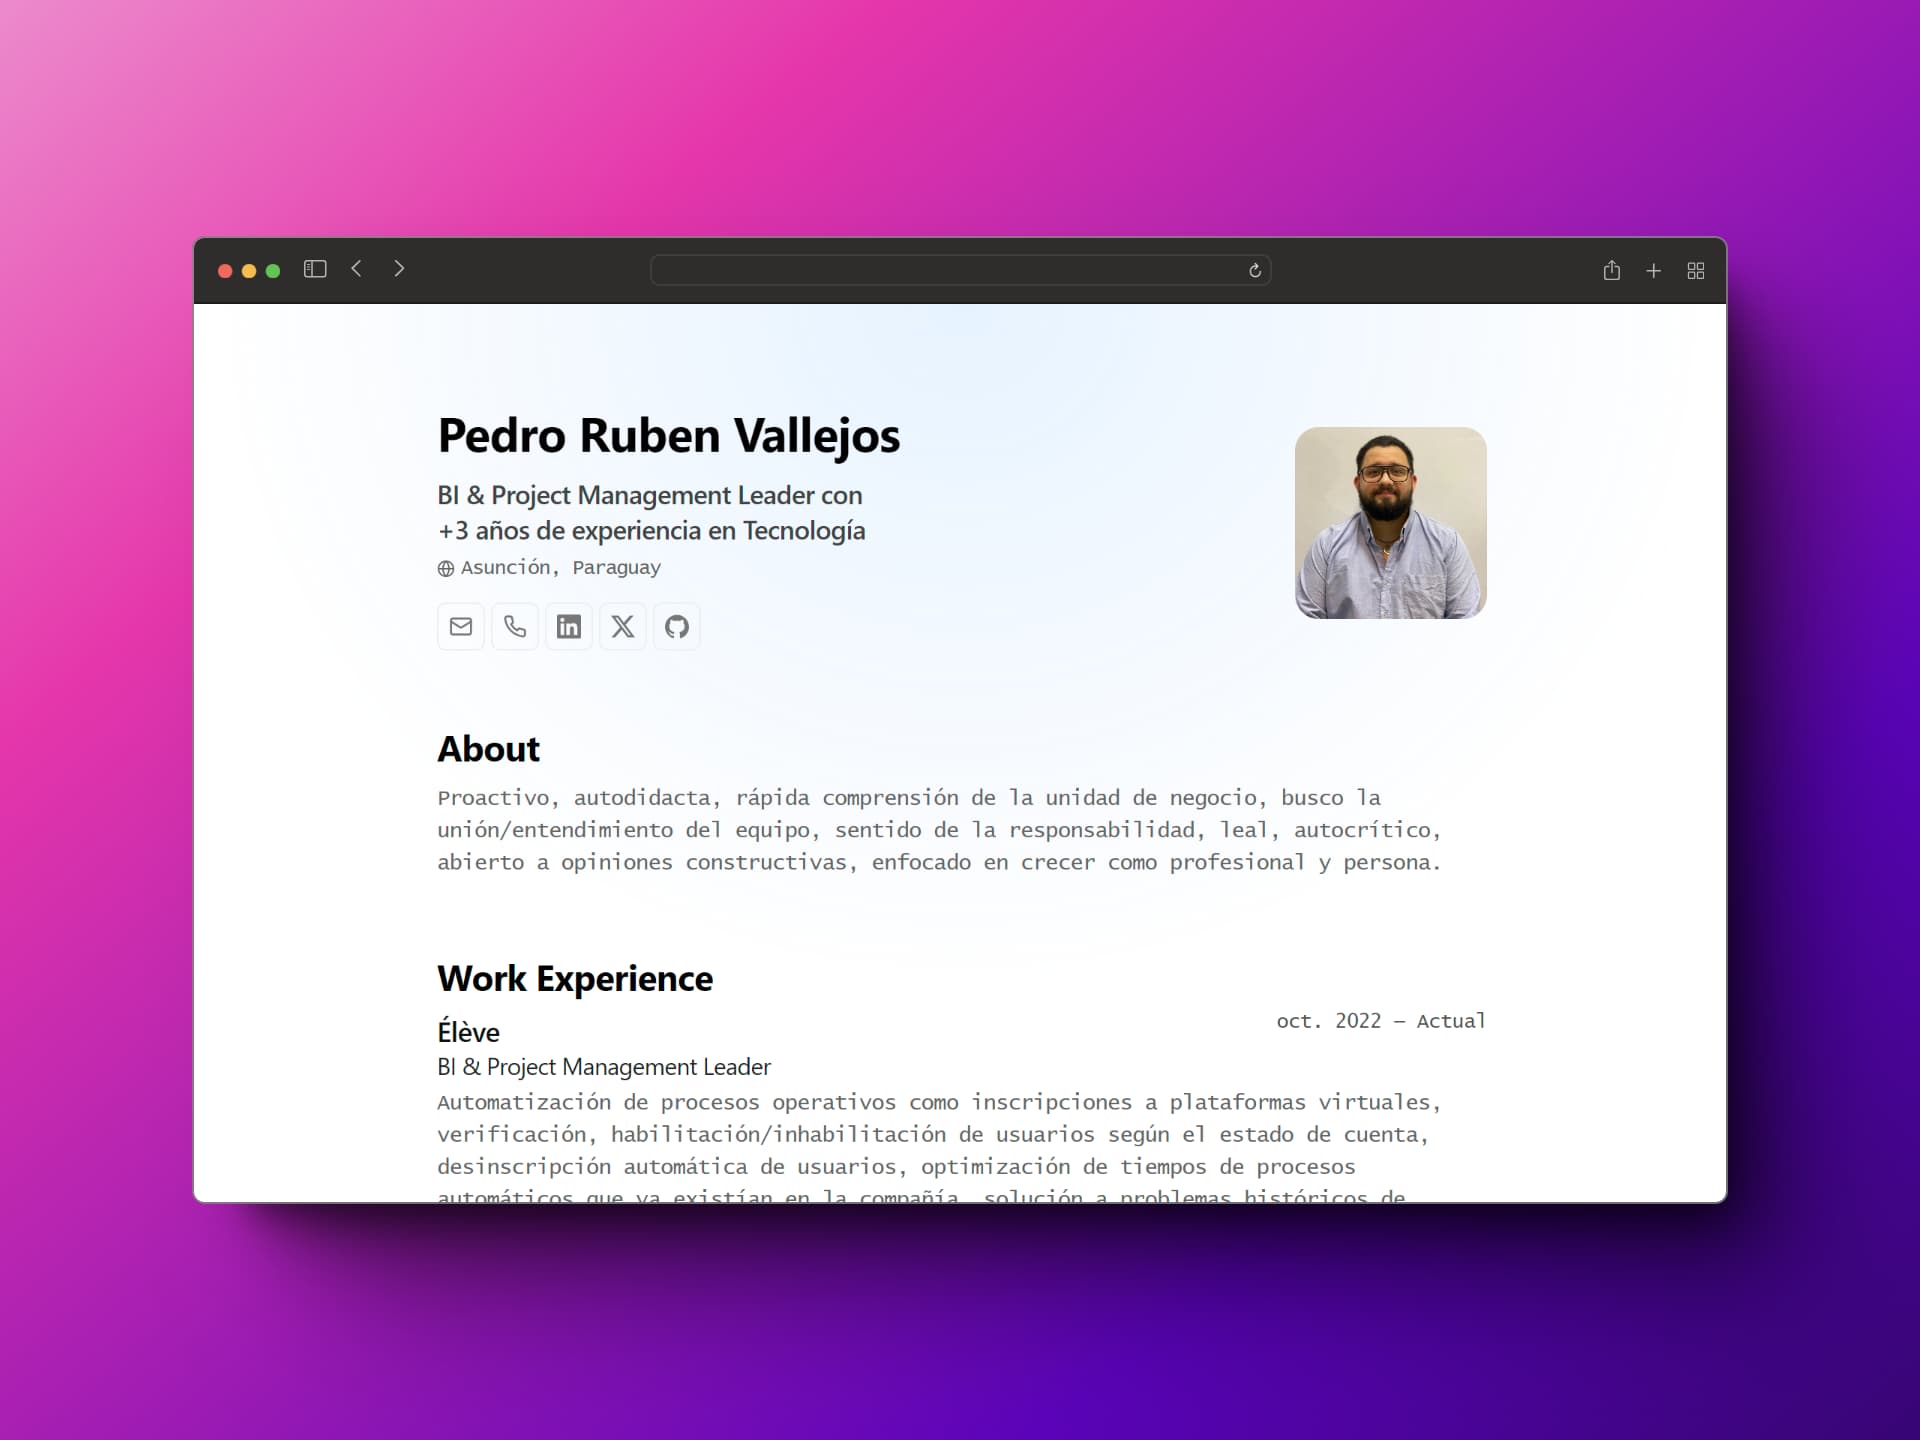 Pedro Ruben Vallejos
BI & Project Management Leader con
+3 años de experiencia en Tecnología
Asunción, Paraguay
in
About
Proactivo, autodidacta, rápida comprensión de la unidad de negocio, busco la
unión/entendimiento del equipo, sentido de la responsabilidad, leal, autocrítico,
abierto a opiniones constructivas, enfocado en crecer como profesional y persona.
Work Experience
Élève
oct. 2022 — Actual
BI & Project Management Leader
Automatización de procesos operativos como inscripciones a plataformas virtuales,
verificación, habilitación/inhabilitación de usuarios según el estado de cuenta,
desinscripción automática de usuarios, optimización de tiempos de procesos
automáticos que ya existían en la compañía, solución a problemas históricos de